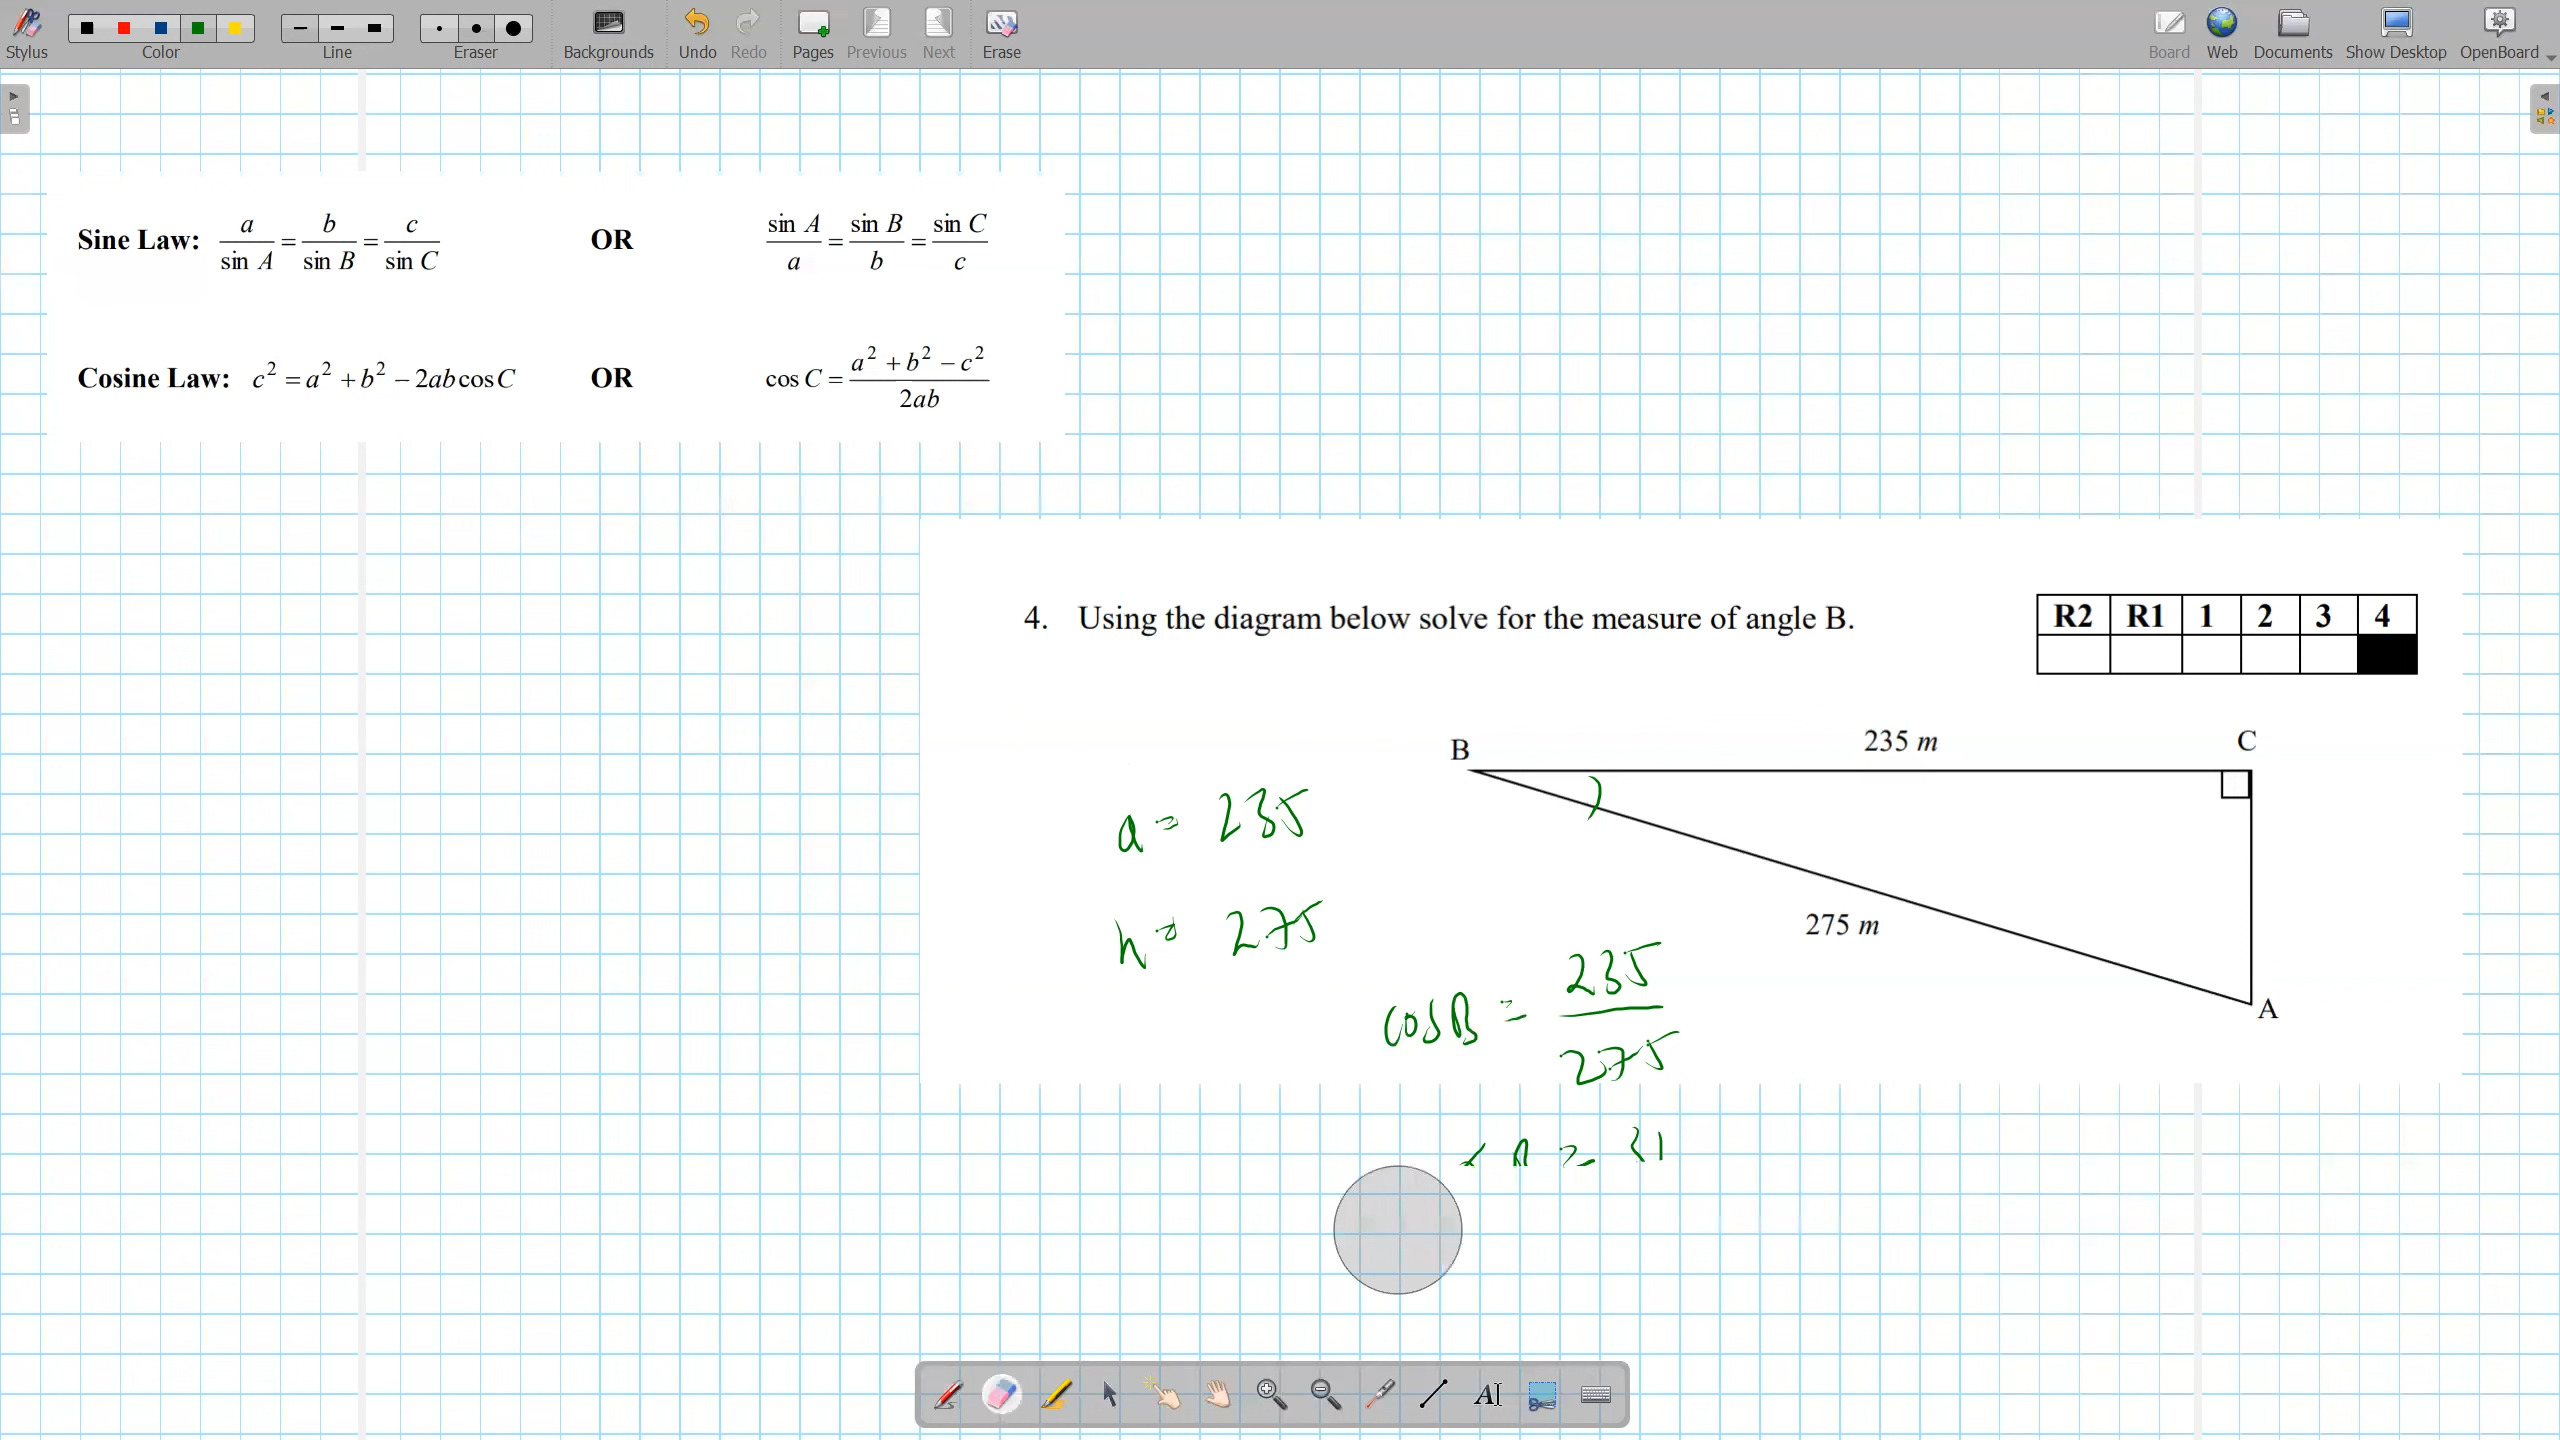 Stylus Color Line Eraser Backgrounds Undo Redo Pages Previous Next Erase Board Web Documents Show Desktop OpenBoard
Sine Law: a/sin A = b/sin B = c/sin C OR sin A/a = sin B/b = sin C/c
Cosine Law: c² = a² + b² − 2ab cos C OR cos C = (a² + b² − c²)/2ab
4. Using the diagram below solve for the measure of angle B.
R2 R1 1 2 3 4
B 235 m C
275 m
A
a = 235
h = 275
cos B = 235/275